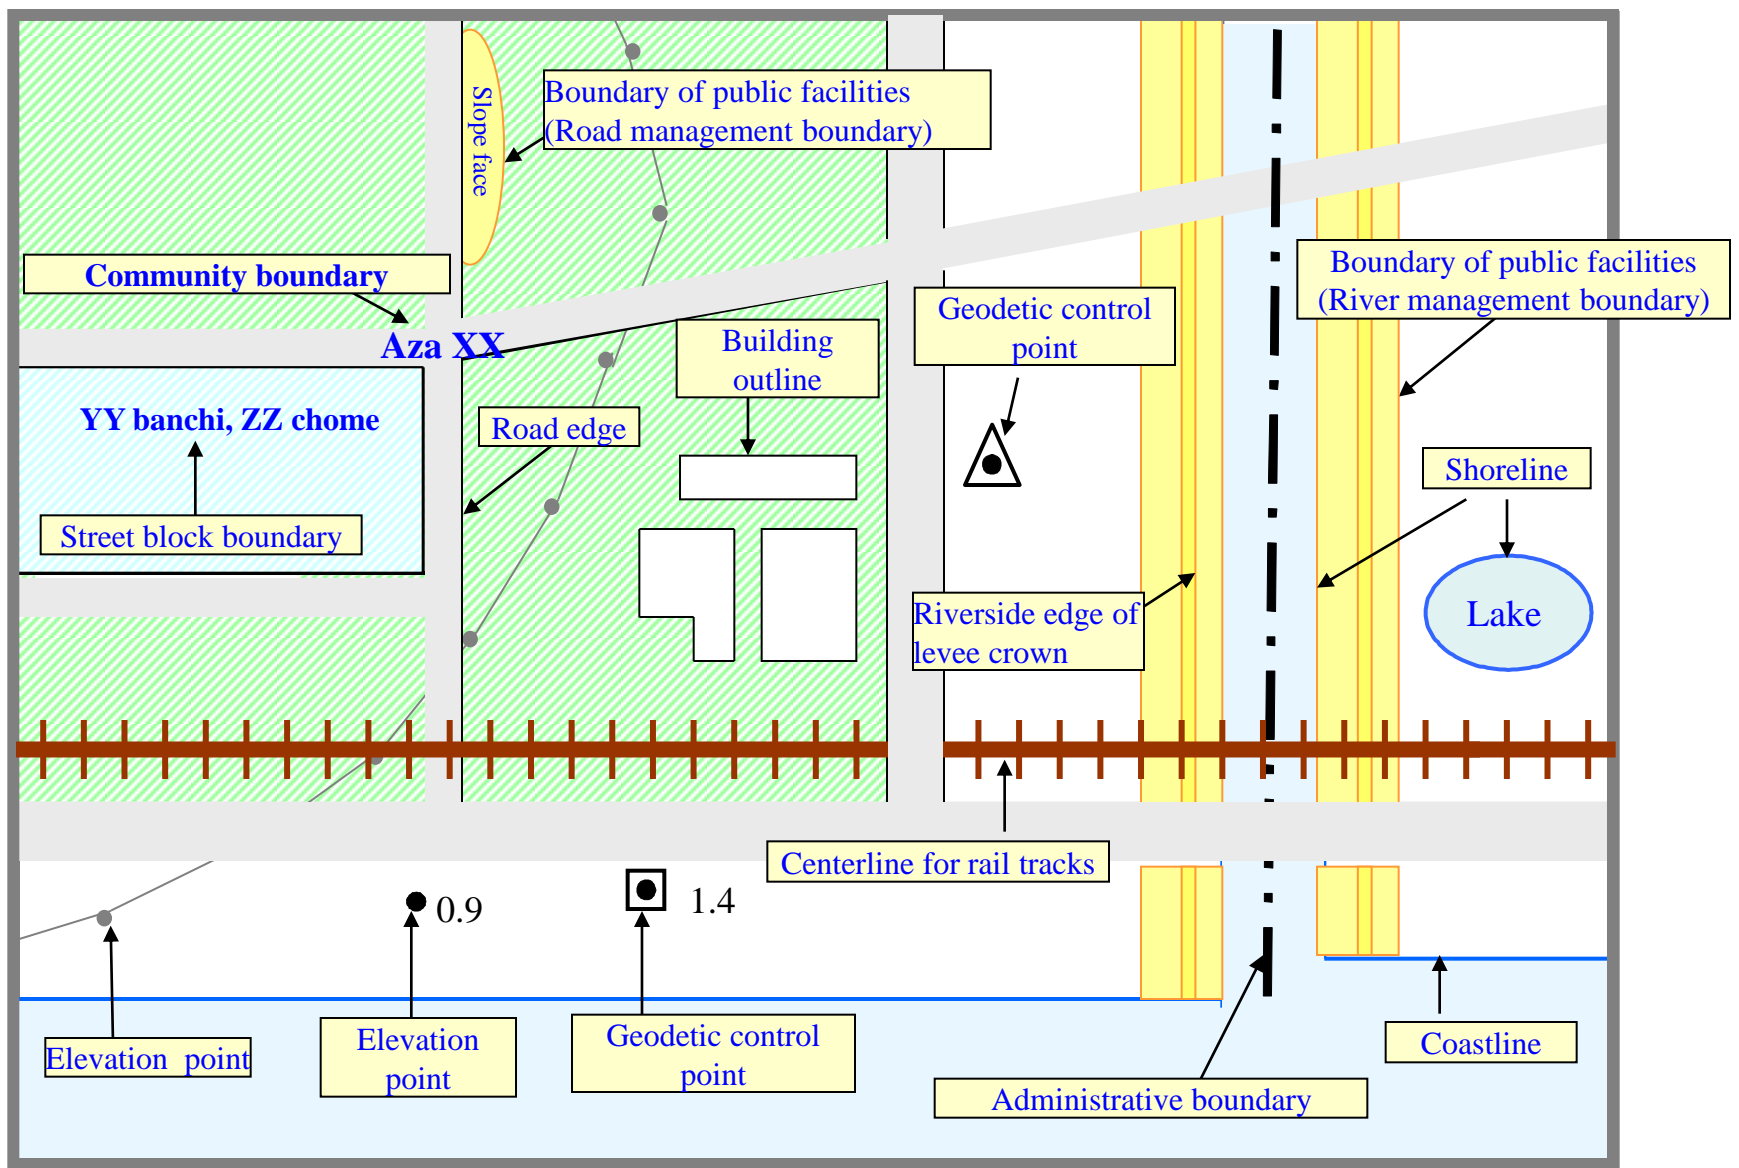 Slope face
Boundary of public facilities
(Road management boundary)
Community boundary
Aza XX
Boundary of public facilities
(River management boundary)
Geodetic control
point
Building
outline
YY banchi, ZZ chome
Road edge
Shoreline
Street block boundary
Riverside edge of
levee crown
Lake
Centerline for rail tracks
0.9
1.4
Elevation  point
Elevation
point
Geodetic control
point
Coastline
Administrative boundary